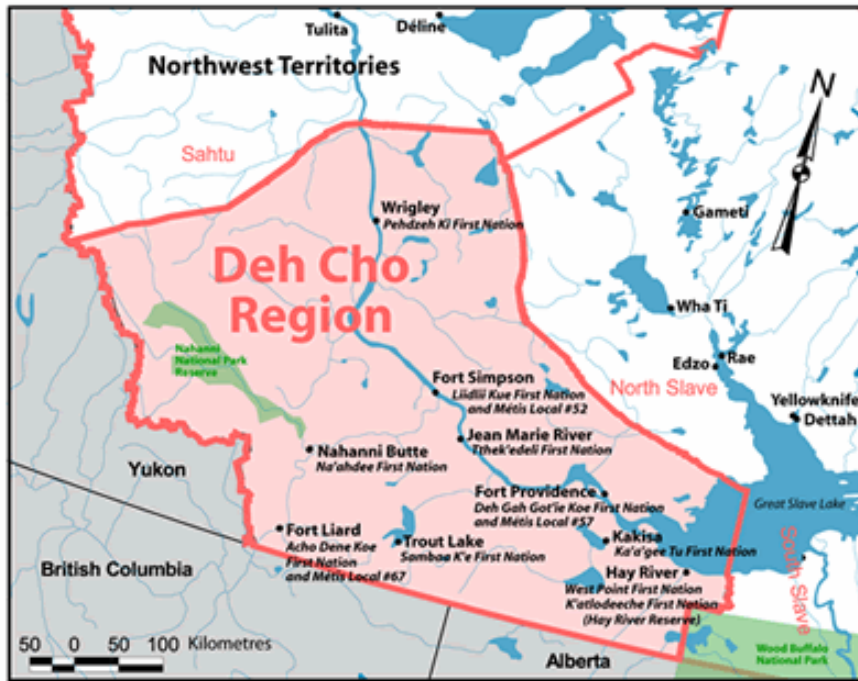 Tulita
Déline
Northwest Territories
N
Sahtu
Wrigley
Pehdzeh Ki First Nation
Gameti
Deh Cho
Region
Wha Ti
Nahanni
National Park
Reserve
Edzo
Rae
Fort Simpson
Liidlii Kue First Nation
and Métis Local #52
North Slave
Yellowknife
Dettah
Jean Marie River
Tthek'edeli First Nation
Nahanni Butte
Na'ahdee First Nation
Yukon
Fort Providence
Deh Gah Got'ie Koe First Nation
and Métis Local #57
Great Slave Lake
Fort Liard
Acho Dene Koe
First Nation
and Métis Local #67
Trout Lake
Sambaa K'e First Nation
Kakisa
Ka'a'gee Tu First Nation
South Slave
British Columbia
Hay River
West Point First Nation
K'atlodeeche First Nation
(Hay River Reserve)
50 0 50 100 Kilometres
Alberta
Wood Buffalo
National Park